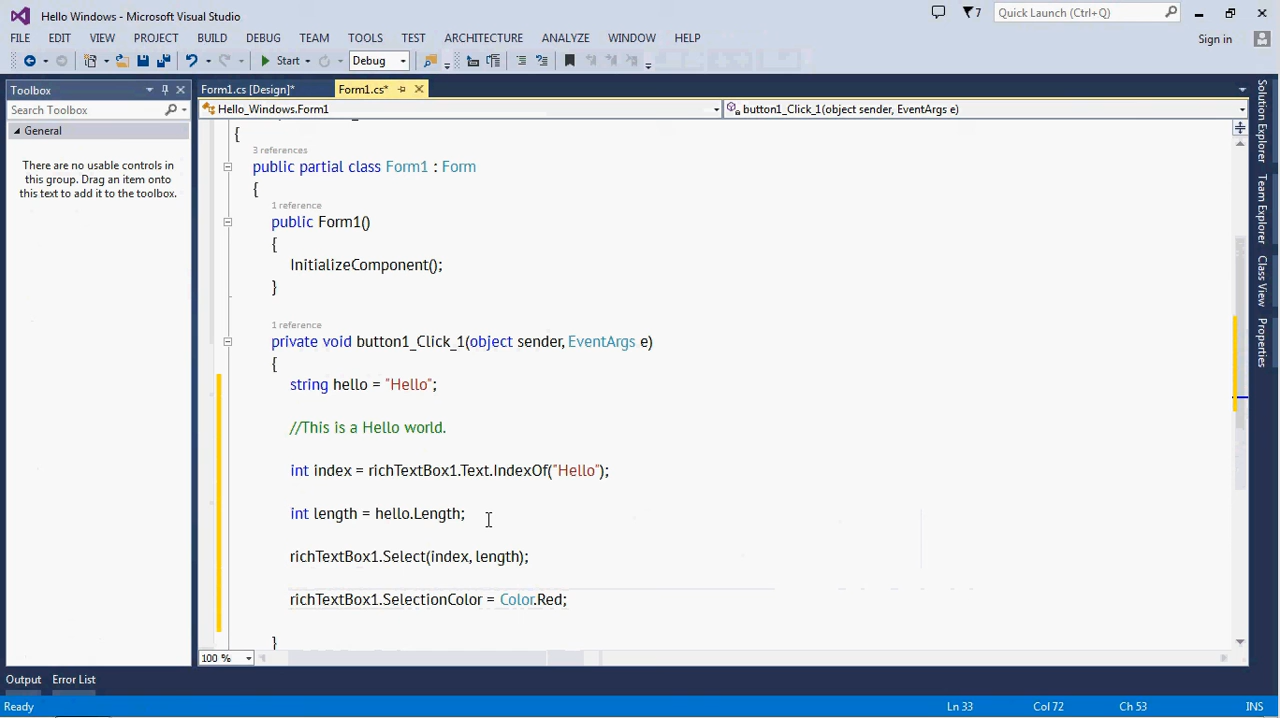 Hello Windows - Microsoft Visual Studio
7
Quick Launch (Ctrl+Q)
FILE EDIT VIEW PROJECT BUILD DEBUG TEAM TOOLS TEST ARCHITECTURE ANALYZE WINDOW HELP
Sign in
Start Debug
Toolbox
Search Toolbox
General
There are no usable controls in
this group. Drag an item onto
this text to add it to the toolbox.
Form1.cs [Design]* Form1.cs*
Hello_Windows.Form1 button1_Click_1(object sender, EventArgs e)
{
3 references
public partial class Form1 : Form
{
1 reference
public Form1()
{
InitializeComponent();
}
1 reference
private void button1_Click_1(object sender, EventArgs e)
{
string hello = "Hello";
//This is a Hello world.
int index = richTextBox1.Text.IndexOf("Hello");
int length = hello.Length;
richTextBox1.Select(index, length);
richTextBox1.SelectionColor = Color.Red;
}
100 %
Solution Explorer
Team Explorer
Class View
Properties
Output Error List
Ready Ln 33 Col 72 Ch 53 INS